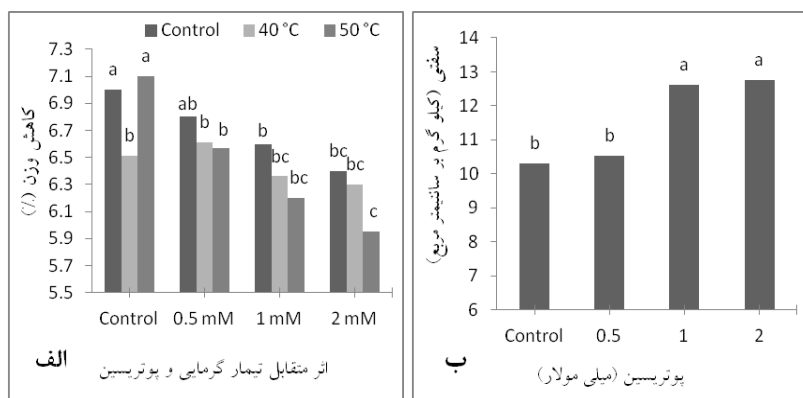 Control 40 °C 50 °C
7.3
7.1
6.9
6.7
6.5
6.3
6.1
5.9
5.7
5.5
کاهش وزن (٪)
a b a
ab b b
b bc bc
bc bc c
Control 0.5 mM 1 mM 2 mM
اثر متقابل تیمار گرمایی و پوتریسین
الف
14
13
12
11
10
9
8
7
6
سفتی (کیلو گرم بر سانتیمتر مربع)
b b a a
Control 0.5 1 2
پوتریسین (میلی مولار)
ب